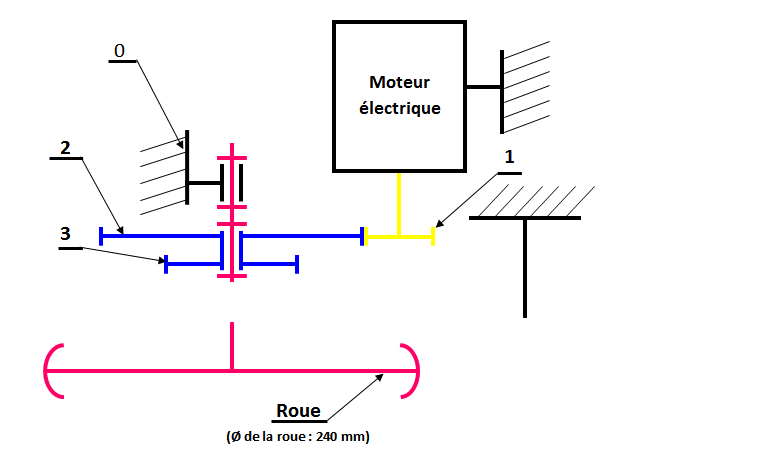 0
Moteur
électrique
2
1
3
Roue
(Ø de la roue : 240 mm)